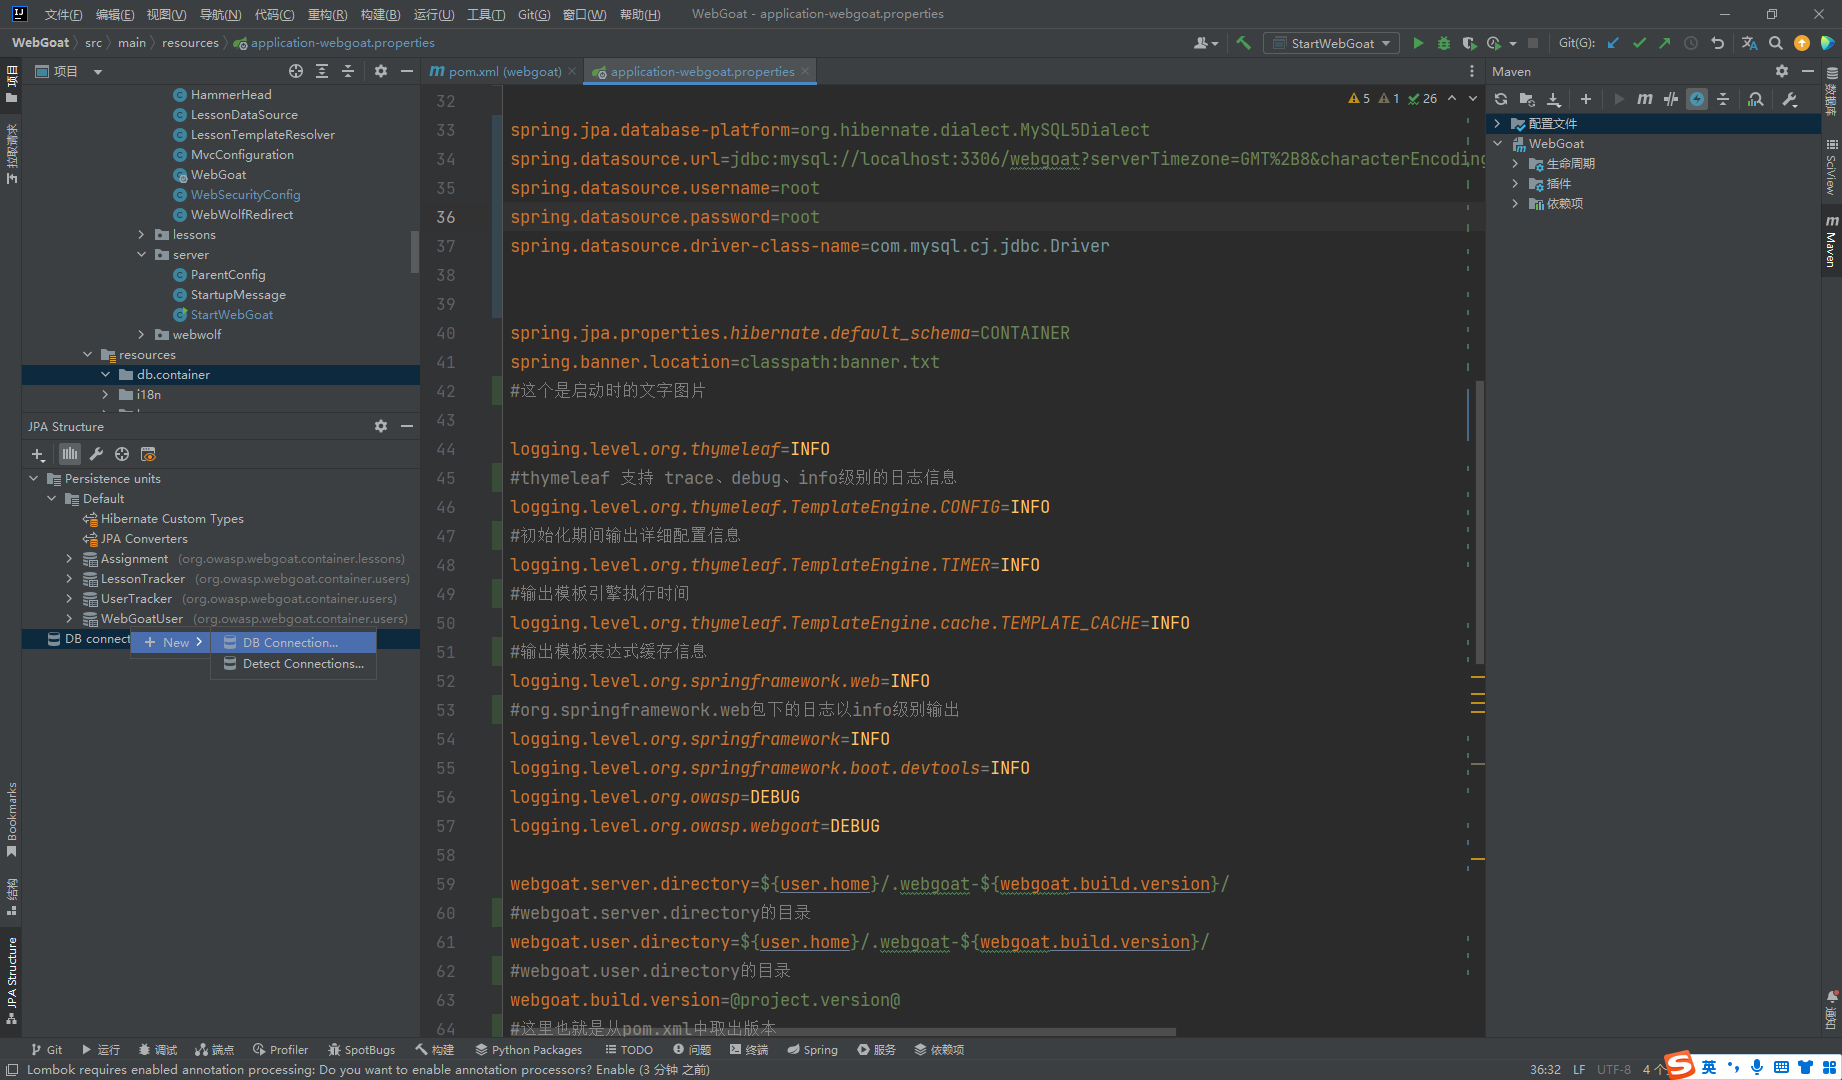 文件(F) 编辑(E) 视图(V) 导航(N) 代码(C) 重构(R) 构建(B) 运行(U) 工具(T) Git(G) 窗口(W) 帮助(H) WebGoat - application-webgoat.properties
WebGoat src main resources application-webgoat.properties
StartWebGoat Git(G):
项目
pom.xml (webgoat) application-webgoat.properties
Maven
5 1 26
HammerHead
LessonDataSource
LessonTemplateResolver
MvcConfiguration
WebGoat
WebSecurityConfig
WebWolfRedirect
lessons
server
ParentConfig
StartupMessage
StartWebGoat
webwolf
resources
db.container
i18n
JPA Structure
Persistence units
Default
Hibernate Custom Types
JPA Converters
Assignment (org.owasp.webgoat.container.lessons)
LessonTracker (org.owasp.webgoat.container.users)
UserTracker (org.owasp.webgoat.container.users)
WebGoatUser (org.owasp.webgoat.container.users)
DB connect
New
DB Connection...
Detect Connections...
32
33 spring.jpa.database-platform=org.hibernate.dialect.MySQL5Dialect
34 spring.datasource.url=jdbc:mysql://localhost:3306/webgoat?serverTimezone=GMT%2B8&characterEncoding
35 spring.datasource.username=root
36 spring.datasource.password=root
37 spring.datasource.driver-class-name=com.mysql.cj.jdbc.Driver
38
39
40 spring.jpa.properties.hibernate.default_schema=CONTAINER
41 spring.banner.location=classpath:banner.txt
42 #这个是启动时的文字图片
43
44 logging.level.org.thymeleaf=INFO
45 #thymeleaf 支持 trace、debug、info级别的日志信息
46 logging.level.org.thymeleaf.TemplateEngine.CONFIG=INFO
47 #初始化期间输出详细配置信息
48 logging.level.org.thymeleaf.TemplateEngine.TIMER=INFO
49 #输出模板引擎执行时间
50 logging.level.org.thymeleaf.TemplateEngine.cache.TEMPLATE_CACHE=INFO
51 #输出模板表达式缓存信息
52 logging.level.org.springframework.web=INFO
53 #org.springframework.web包下的日志以info级别输出
54 logging.level.org.springframework=INFO
55 logging.level.org.springframework.boot.devtools=INFO
56 logging.level.org.owasp=DEBUG
57 logging.level.org.owasp.webgoat=DEBUG
58
59 webgoat.server.directory=${user.home}/.webgoat-${webgoat.build.version}/
60 #webgoat.server.directory的目录
61 webgoat.user.directory=${user.home}/.webgoat-${webgoat.build.version}/
62 #webgoat.user.directory的目录
63 webgoat.build.version=@project.version@
64 #这里也就是从pom.xml中取出版本
配置文件
WebGoat
生命周期
插件
依赖项
项目
拉取请求
Bookmarks
结构
JPA Structure
数据库
SciView
Maven
通知
Git 运行 调试 端点 Profiler SpotBugs 构建 Python Packages TODO 问题 终端 Spring 服务 依赖项
Lombok requires enabled annotation processing: Do you want to enable annotation processors? Enable (3 分钟 之前) 36:32 LF UTF-8 4 个 英